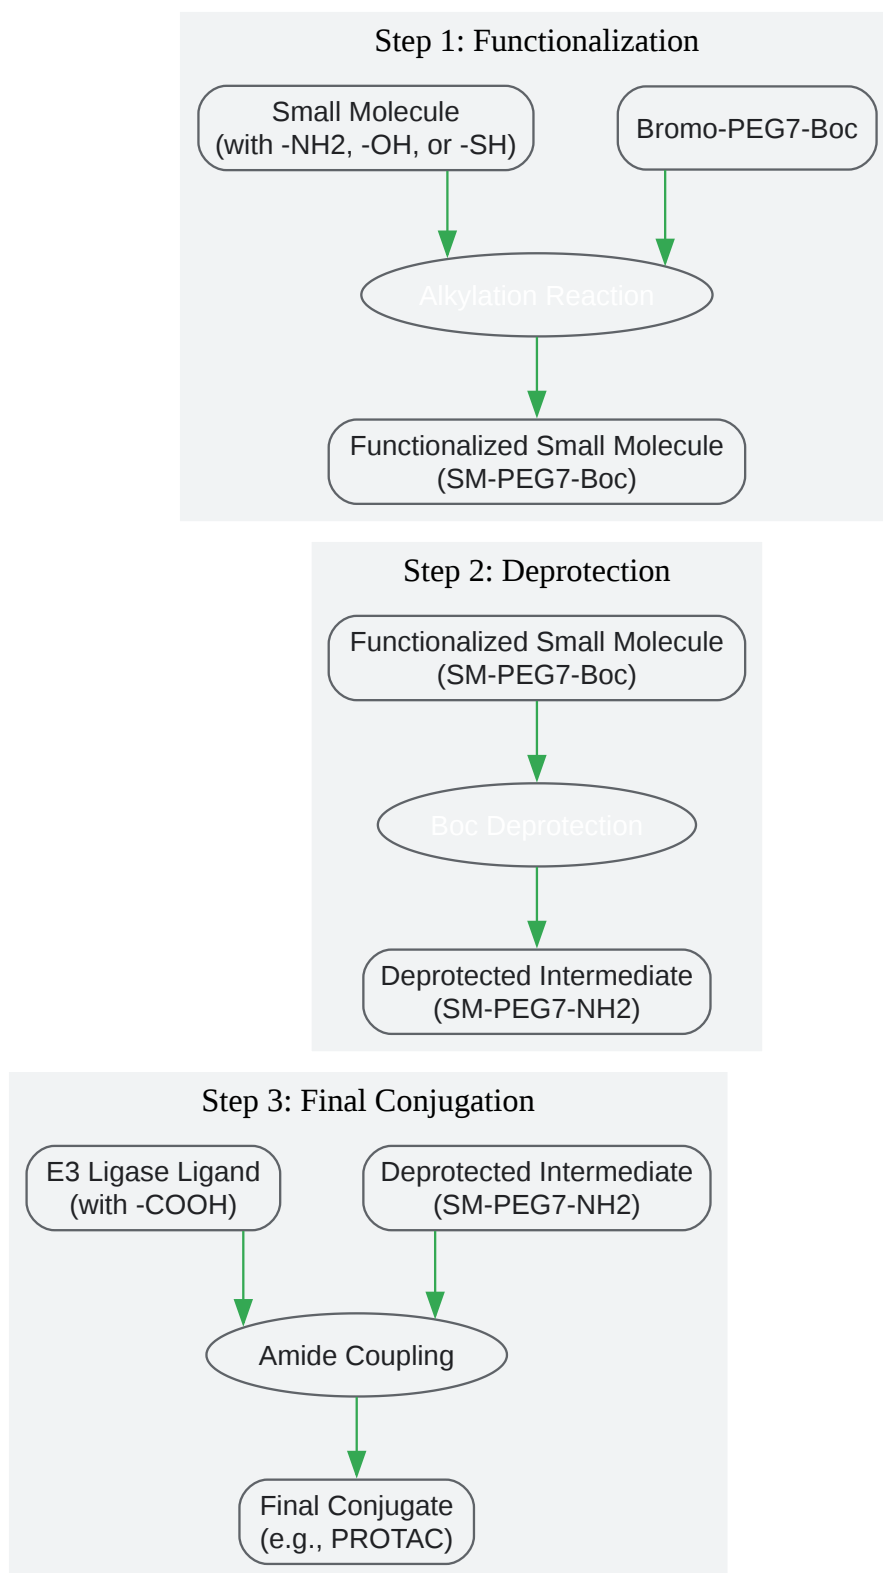 Step 1: Functionalization
Small Molecule
(with -NH2, -OH, or -SH)
Bromo-PEG7-Boc
Alkylation Reaction
Functionalized Small Molecule
(SM-PEG7-Boc)
Step 2: Deprotection
Functionalized Small Molecule
(SM-PEG7-Boc)
Boc Deprotection
Deprotected Intermediate
(SM-PEG7-NH2)
Step 3: Final Conjugation
E3 Ligase Ligand
(with -COOH)
Deprotected Intermediate
(SM-PEG7-NH2)
Amide Coupling
Final Conjugate
(e.g., PROTAC)